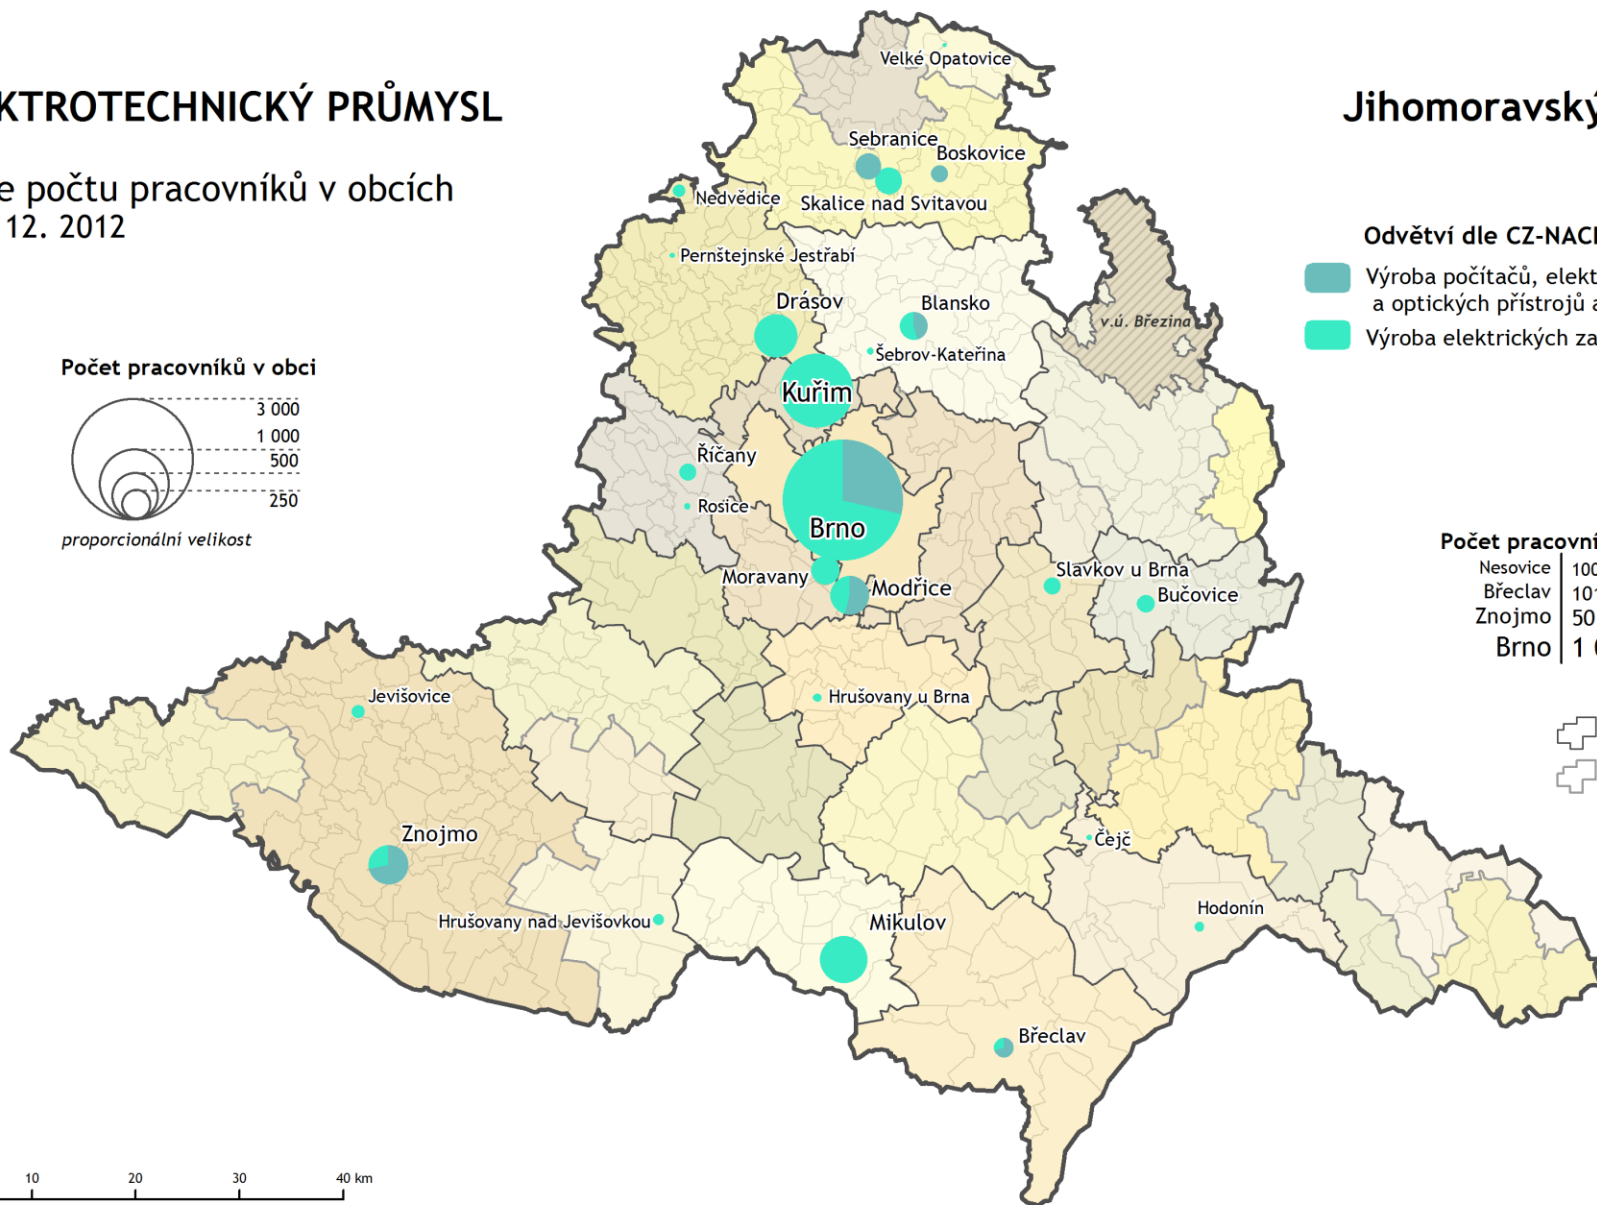 KTROTECHNICKÝ PRŮMYSL
e počtu pracovníků v obcích
12. 2012
Jihomoravský
Odvětví dle CZ-NAC
Výroba počítačů, elekt
a optických přístrojů a
Výroba elektrických za
Počet pracovníků v obci
3 000
1 000
500
250
proporcionální velikost
Počet pracovní
Nesovice 100
Břeclav 101
Znojmo 50
Brno 1
Velké Opatovice
Sebranice
Boskovice
Nedvědice
Skalice nad Svitavou
Pernštejnské Jestřabí
Drásov
Blansko
v.ú. Březina
Šebrov-Kateřina
Kuřim
Říčany
Rosice
Brno
Moravany
Modřice
Slavkov u Brna
Bučovice
Jevišovice
Hrušovany u Brna
Znojmo
Čejč
Hrušovany nad Jevišovkou
Mikulov
Hodonín
Břeclav
10 20 30 40 km